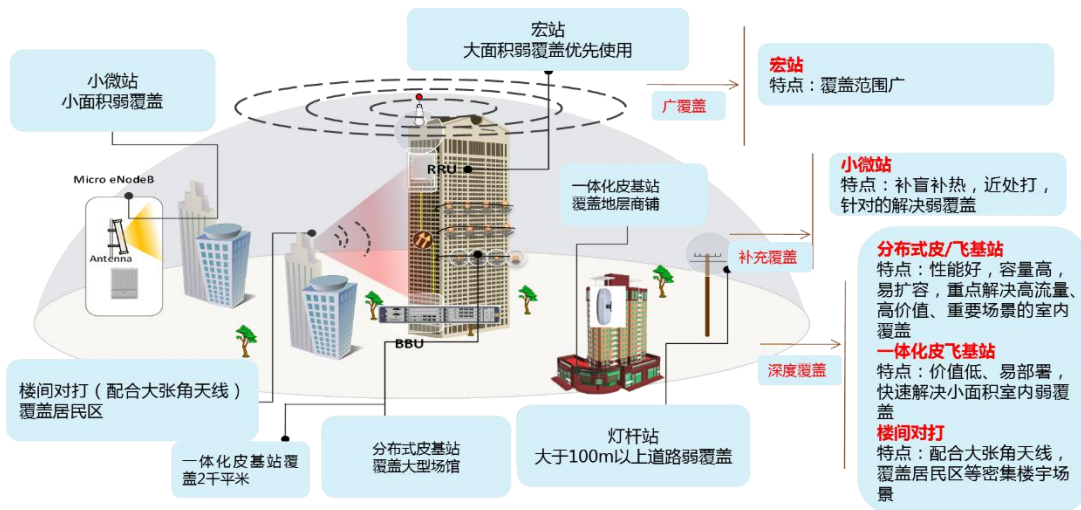 宏站
大面积弱覆盖优先使用
小微站
小面积弱覆盖
广覆盖
宏站
特点：覆盖范围广
Micro eNodeB
Antenna
RRU
一体化皮基站
覆盖地层商铺
小微站
特点：补盲补热，近处打，
针对的解决弱覆盖
补充覆盖
BBU
深度覆盖
分布式皮/飞基站
特点：性能好，容量高，
易扩容，重点解决高流量、
高价值、重要场景的室内
覆盖
一体化皮飞基站
特点：价值低、易部署，
快速解决小面积室内弱覆
盖
楼间对打
特点：配合大张角天线，
覆盖居民区等密集楼宇场
景
楼间对打（配合大张角天线）
覆盖居民区
一体化皮基站覆
盖2千平米
分布式皮基站
覆盖大型场馆
灯杆站
大于100m以上道路弱覆盖